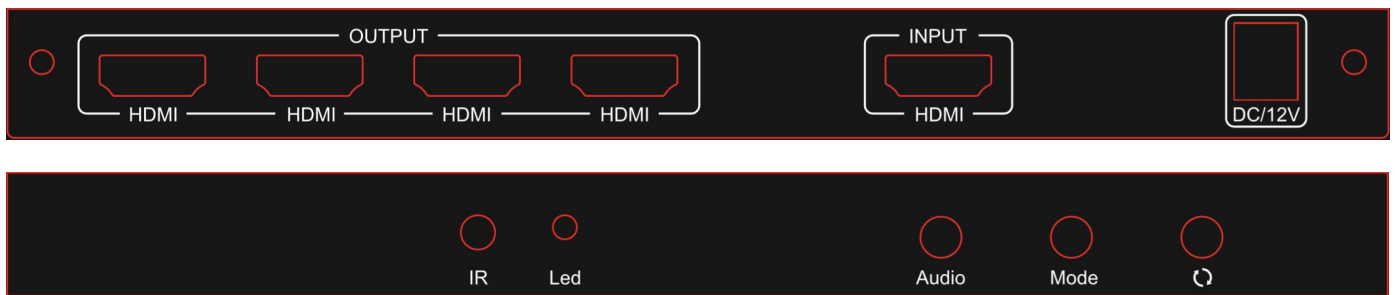 OUTPUT
INPUT
HDMI
HDMI
HDMI
HDMI
HDMI
DC/12V
IR
Led
Audio
Mode